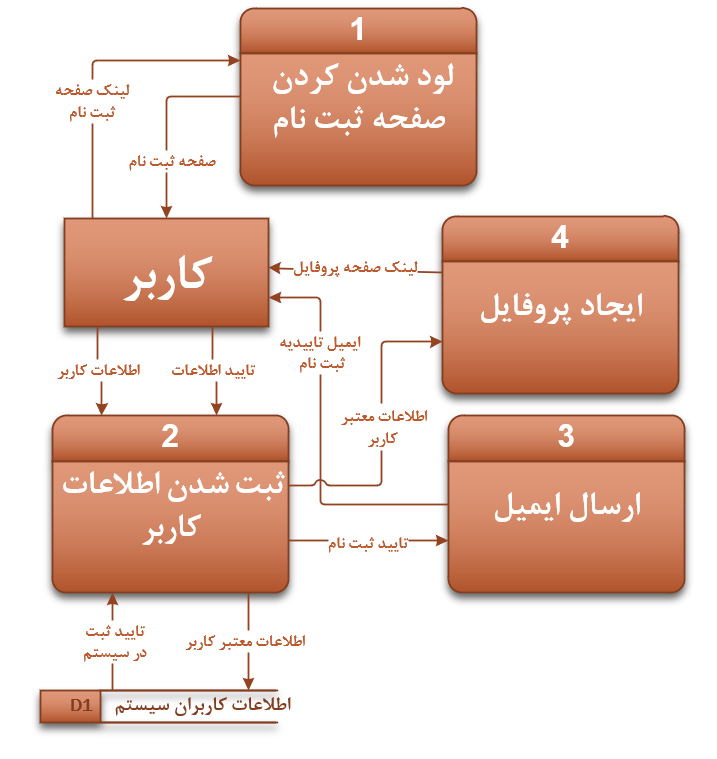 1
لود شدن کردن
صفحه ثبت نام
لینک صفحه
ثبت نام
صفحه ثبت نام
کاربر
4
ایجاد پروفایل
لینک صفحه پروفایل
ایمیل تاییدیه
ثبت نام
اطلاعات کاربر
تایید اطلاعات
اطلاعات معتبر
کاربر
2
ثبت شدن اطلاعات
کاربر
3
ارسال ایمیل
تایید ثبت نام
تایید ثبت
در سیستم
اطلاعات معتبر کاربر
D1
اطلاعات کاربران سیستم